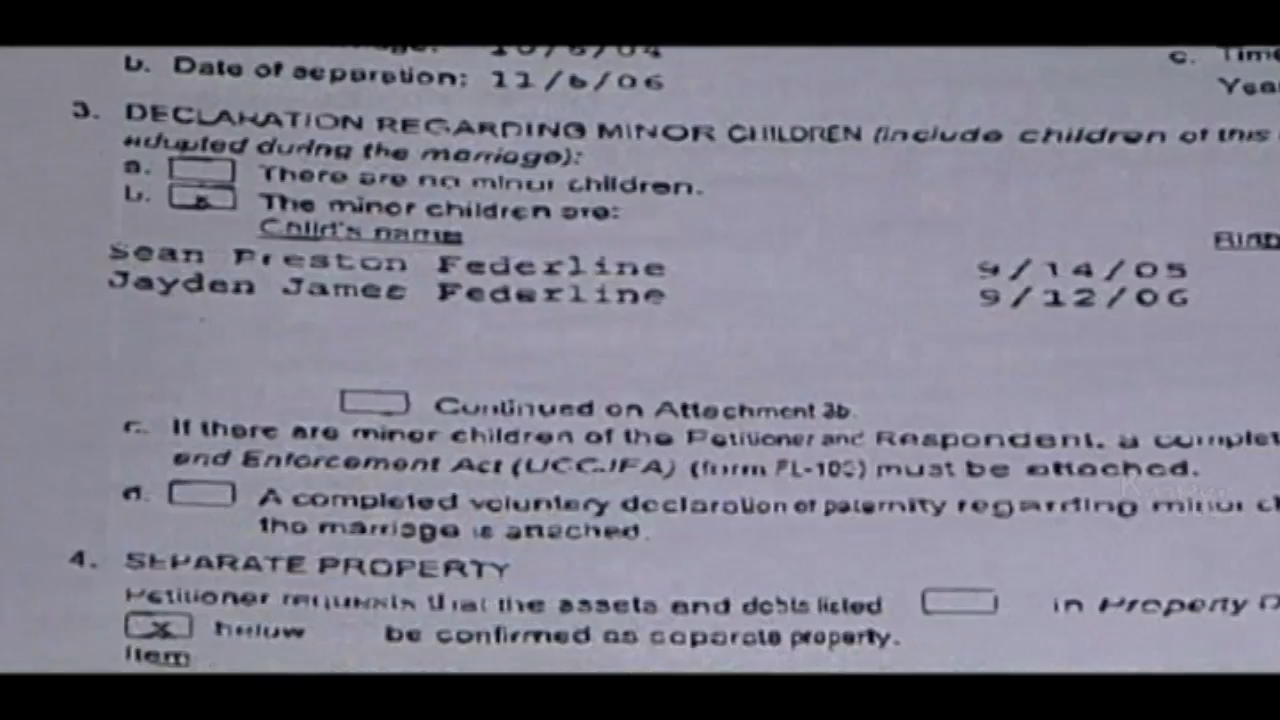 10/6/04
c. Time
b. Date of separation: 11/6/06
Yea
3. DECLARATION REGARDING MINOR CHILDREN (include children of this
adopted during the marriage):
a. There are no minor children.
b. x The minor children are:
Child's name
Sean Preston Federline 9/14/05
Jayden James Federline 9/12/06
Continued on Attachment 3b.
c. If there are minor children of the Petitioner and Respondent, a complet
and Enforcement Act (UCCJEA) (form FL-105) must be attached.
d. A completed voluntary declaration of paternity regarding minor c
the marriage is attached.
4. SEPARATE PROPERTY
Petitioner requests that the assets and debts listed in Property D
x below be confirmed as separate property.
Item